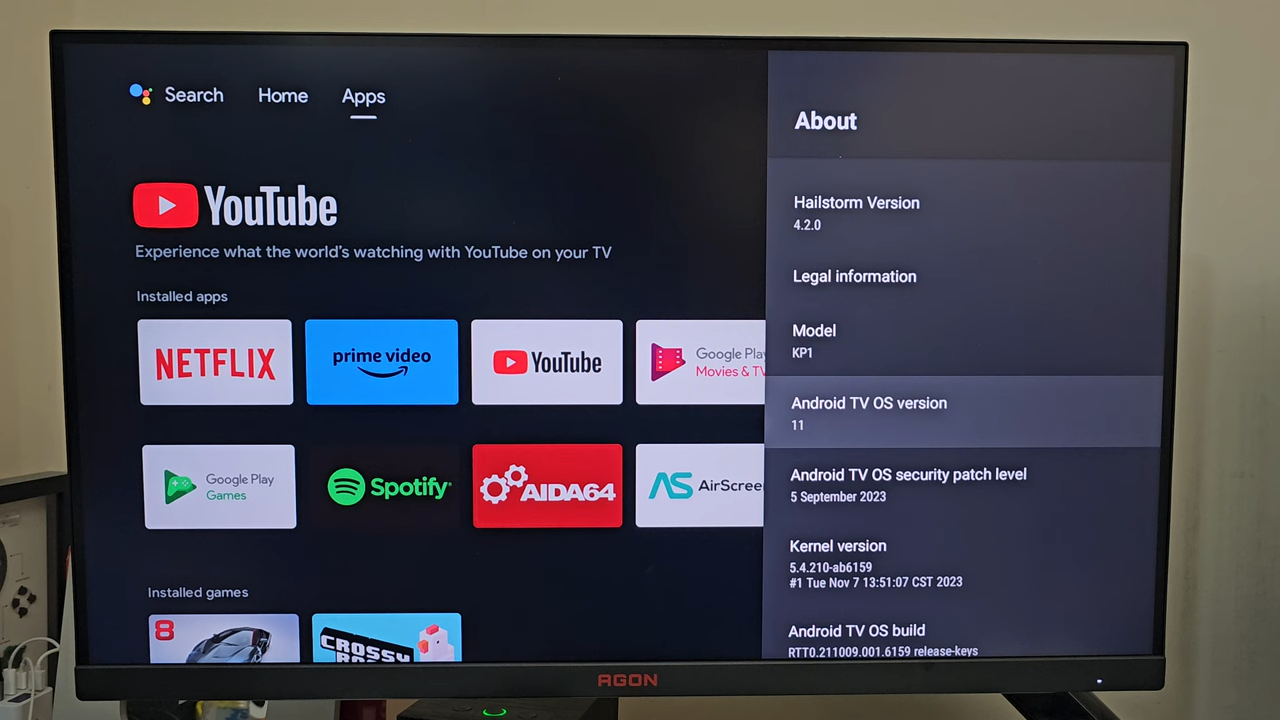 Search Home Apps
YouTube
Experience what the world's watching with YouTube on your TV
Installed apps
NETFLIX
prime video
YouTube
Google Play
Movies & TV
Google Play
Games
Spotify
AIDA64
AS AirScreen
Installed games
8
CROSSY
About
Hailstorm Version
4.2.0
Legal information
Model
KP1
Android TV OS version
11
Android TV OS security patch level
5 September 2023
Kernel version
5.4.210-ab6159
#1 Tue Nov 7 13:51:07 CST 2023
Android TV OS build
RTT0.211009.001.6159 release-keys
AGON